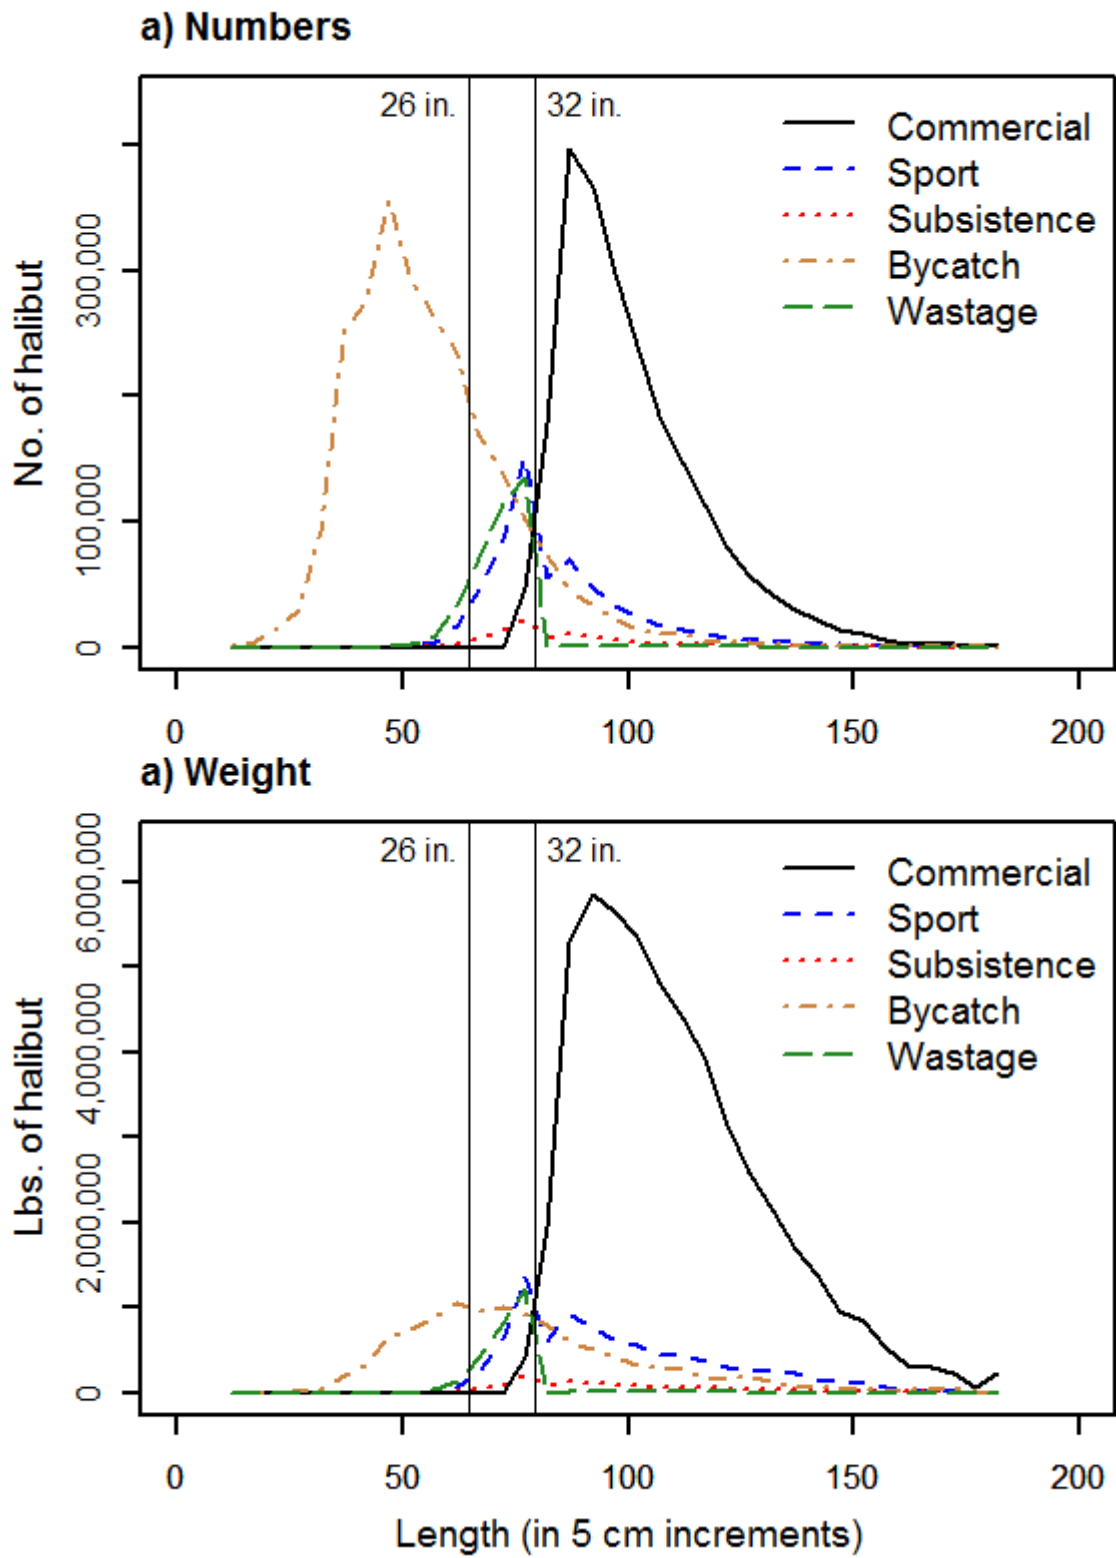 a) Numbers
26 in.
32 in.
Commercial
Sport
Subsistence
Bycatch
Wastage
No. of halibut
300,000
100,000
0
0 50 100 150 200
a) Weight
26 in.
32 in.
Commercial
Sport
Subsistence
Bycatch
Wastage
Lbs. of halibut
6,000,000
4,000,000
2,000,000
0
0 50 100 150 200
Length (in 5 cm increments)